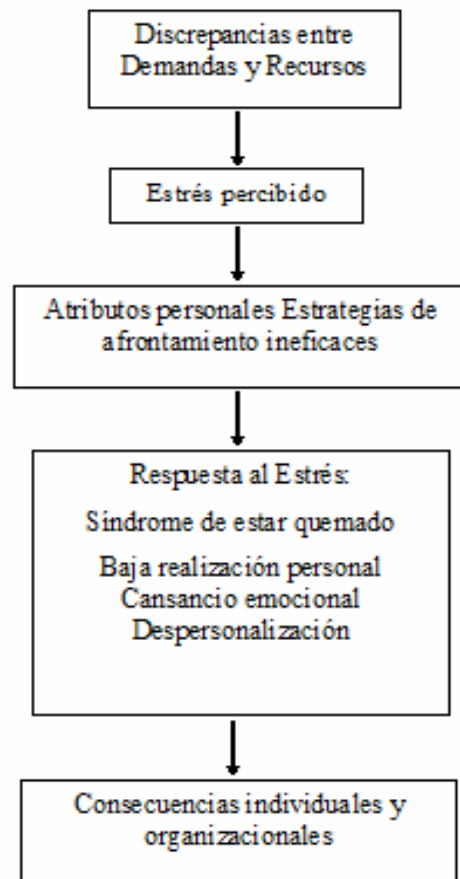 Discrepancias entre
Demandas y Recursos
Estrés percibido
Atributos personales Estrategias de
afrontamiento ineficaces
Respuesta al Estrés:
Síndrome de estar quemado
Baja realización personal
Cansancio emocional
Despersonalización
Consecuencias individuales y
organizacionales